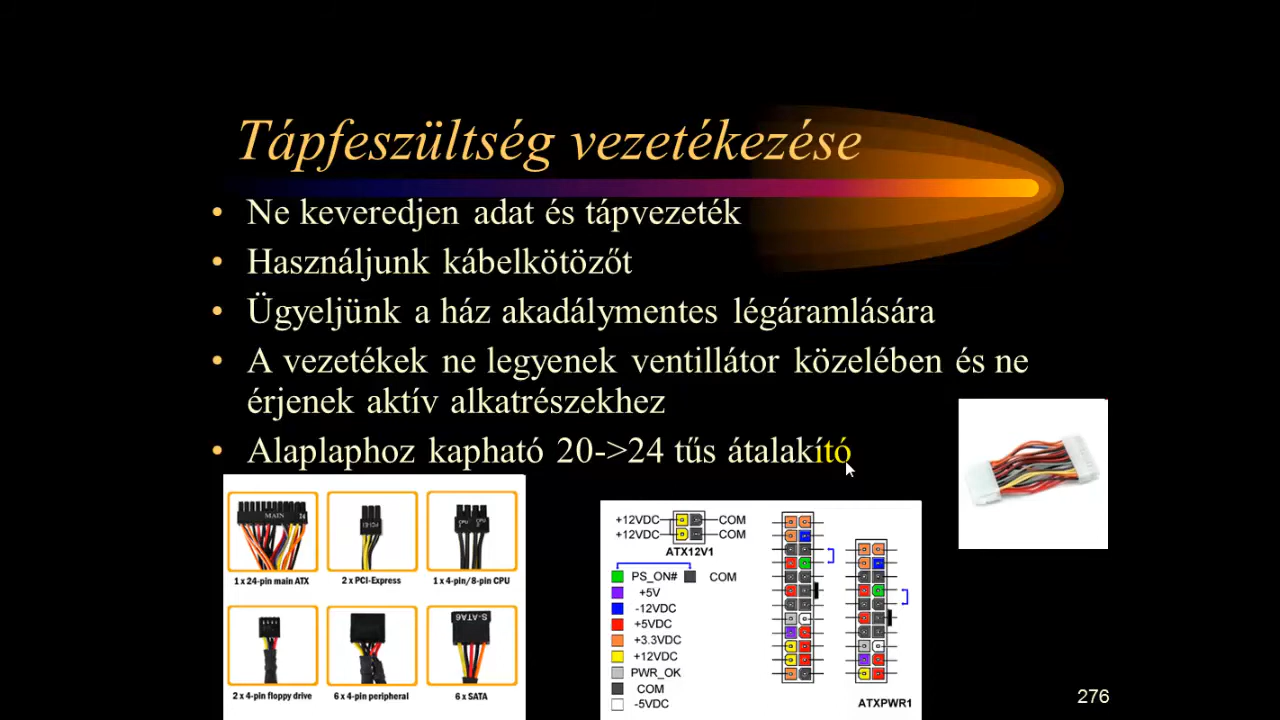 Tápfeszültség vezetékezése
• Ne keveredjen adat és tápvezeték
• Használjunk kábelkötözőt
• Ügyeljünk a ház akadálymentes légáramlására
• A vezetékek ne legyenek ventillátor közelében és ne
érjenek aktív alkatrészekhez
• Alaplaphoz kapható 20->24 tűs átalakító
MAIN
PCI-E
1 x 24-pin main ATX
2 x PCI-Express
1 x 4-pin/8-pin CPU
S-ATA6
2 x 4-pin floppy drive
6 x 4-pin peripheral
6 x SATA
+12VDC COM
+12VDC COM
ATX12V1
PS_ON# COM
+5V
-12VDC
+5VDC
+3.3VDC
+12VDC
PWR_OK
COM
-5VDC
ATXPWR1
276